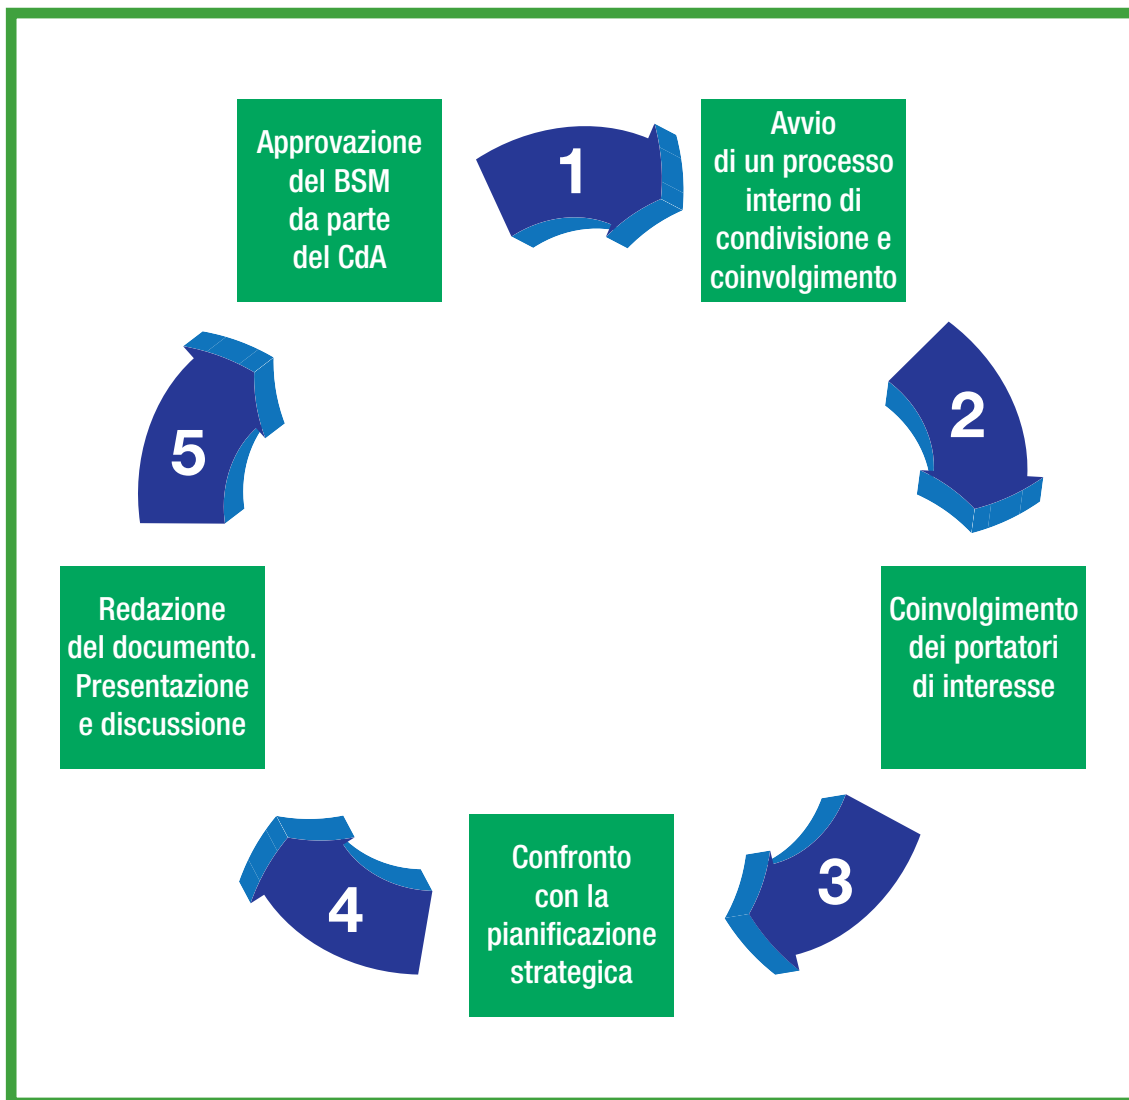 Approvazione
del BSM
da parte
del CdA
1
Avvio
di un processo
interno di
condivisione e
coinvolgimento
2
Coinvolgimento
dei portatori
di interesse
3
Confronto
con la
pianificazione
strategica
4
Redazione
del documento.
Presentazione
e discussione
5